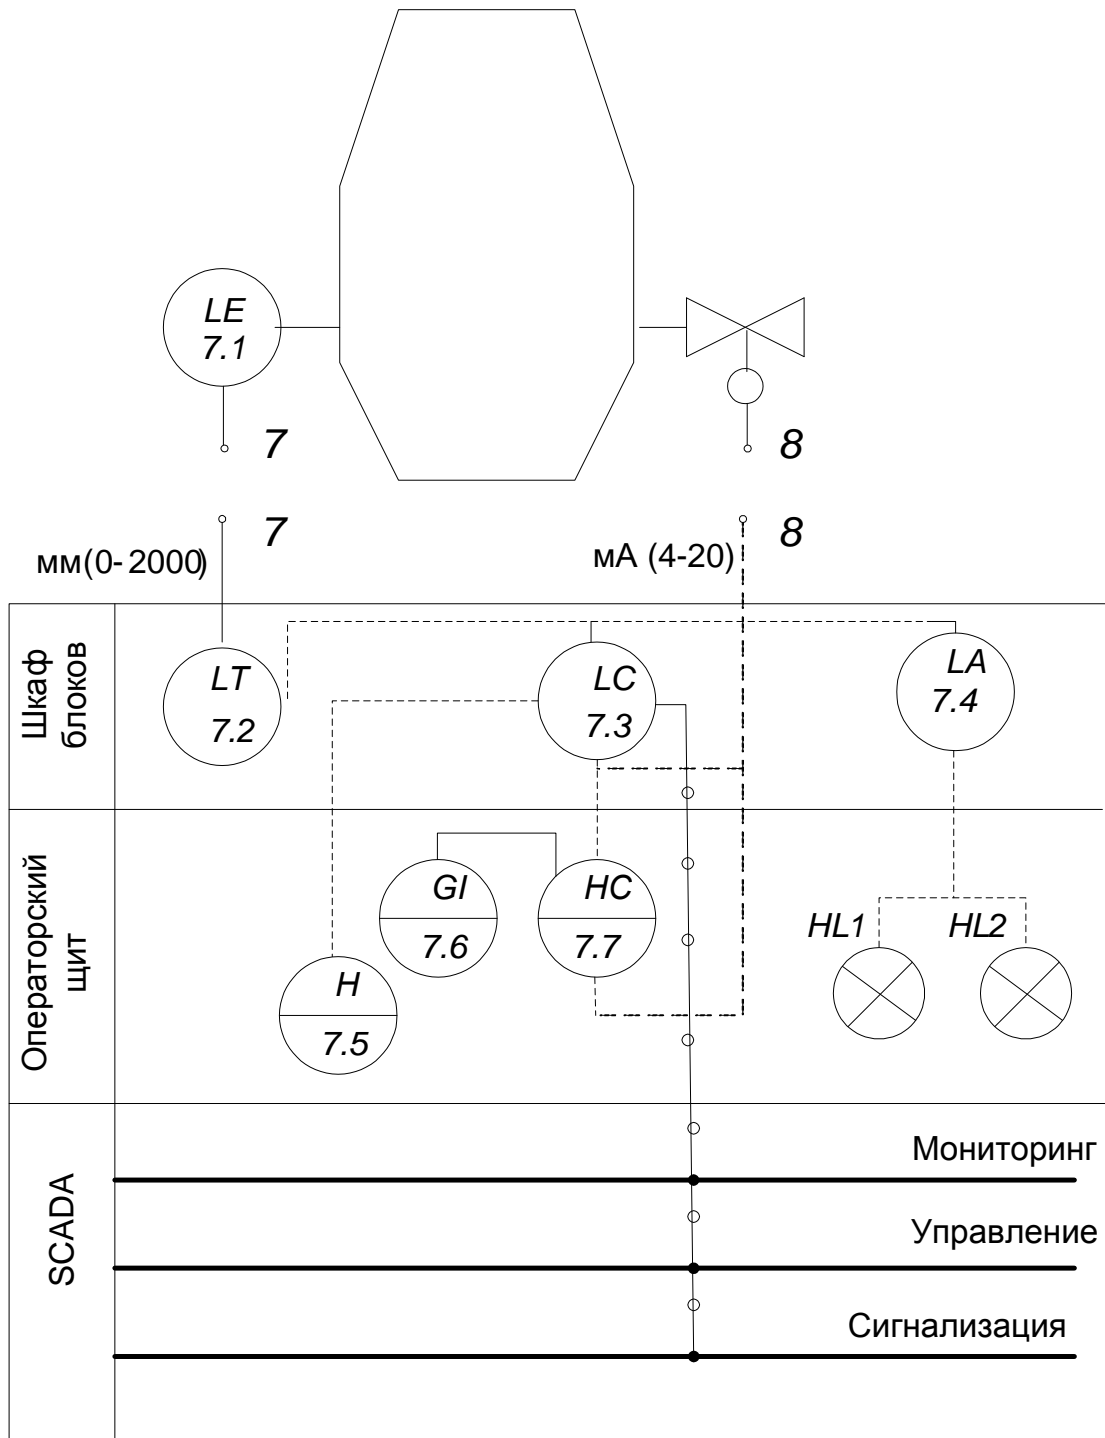 LE
7.1
7
8
7
8
мм(0-2000)
мА (4-20)
Шкаф
блоков
LT
7.2
LC
7.3
LA
7.4
Операторский
щит
GI
7.6
HC
7.7
HL1
HL2
H
7.5
SCADA
Мониторинг
Управление
Сигнализация